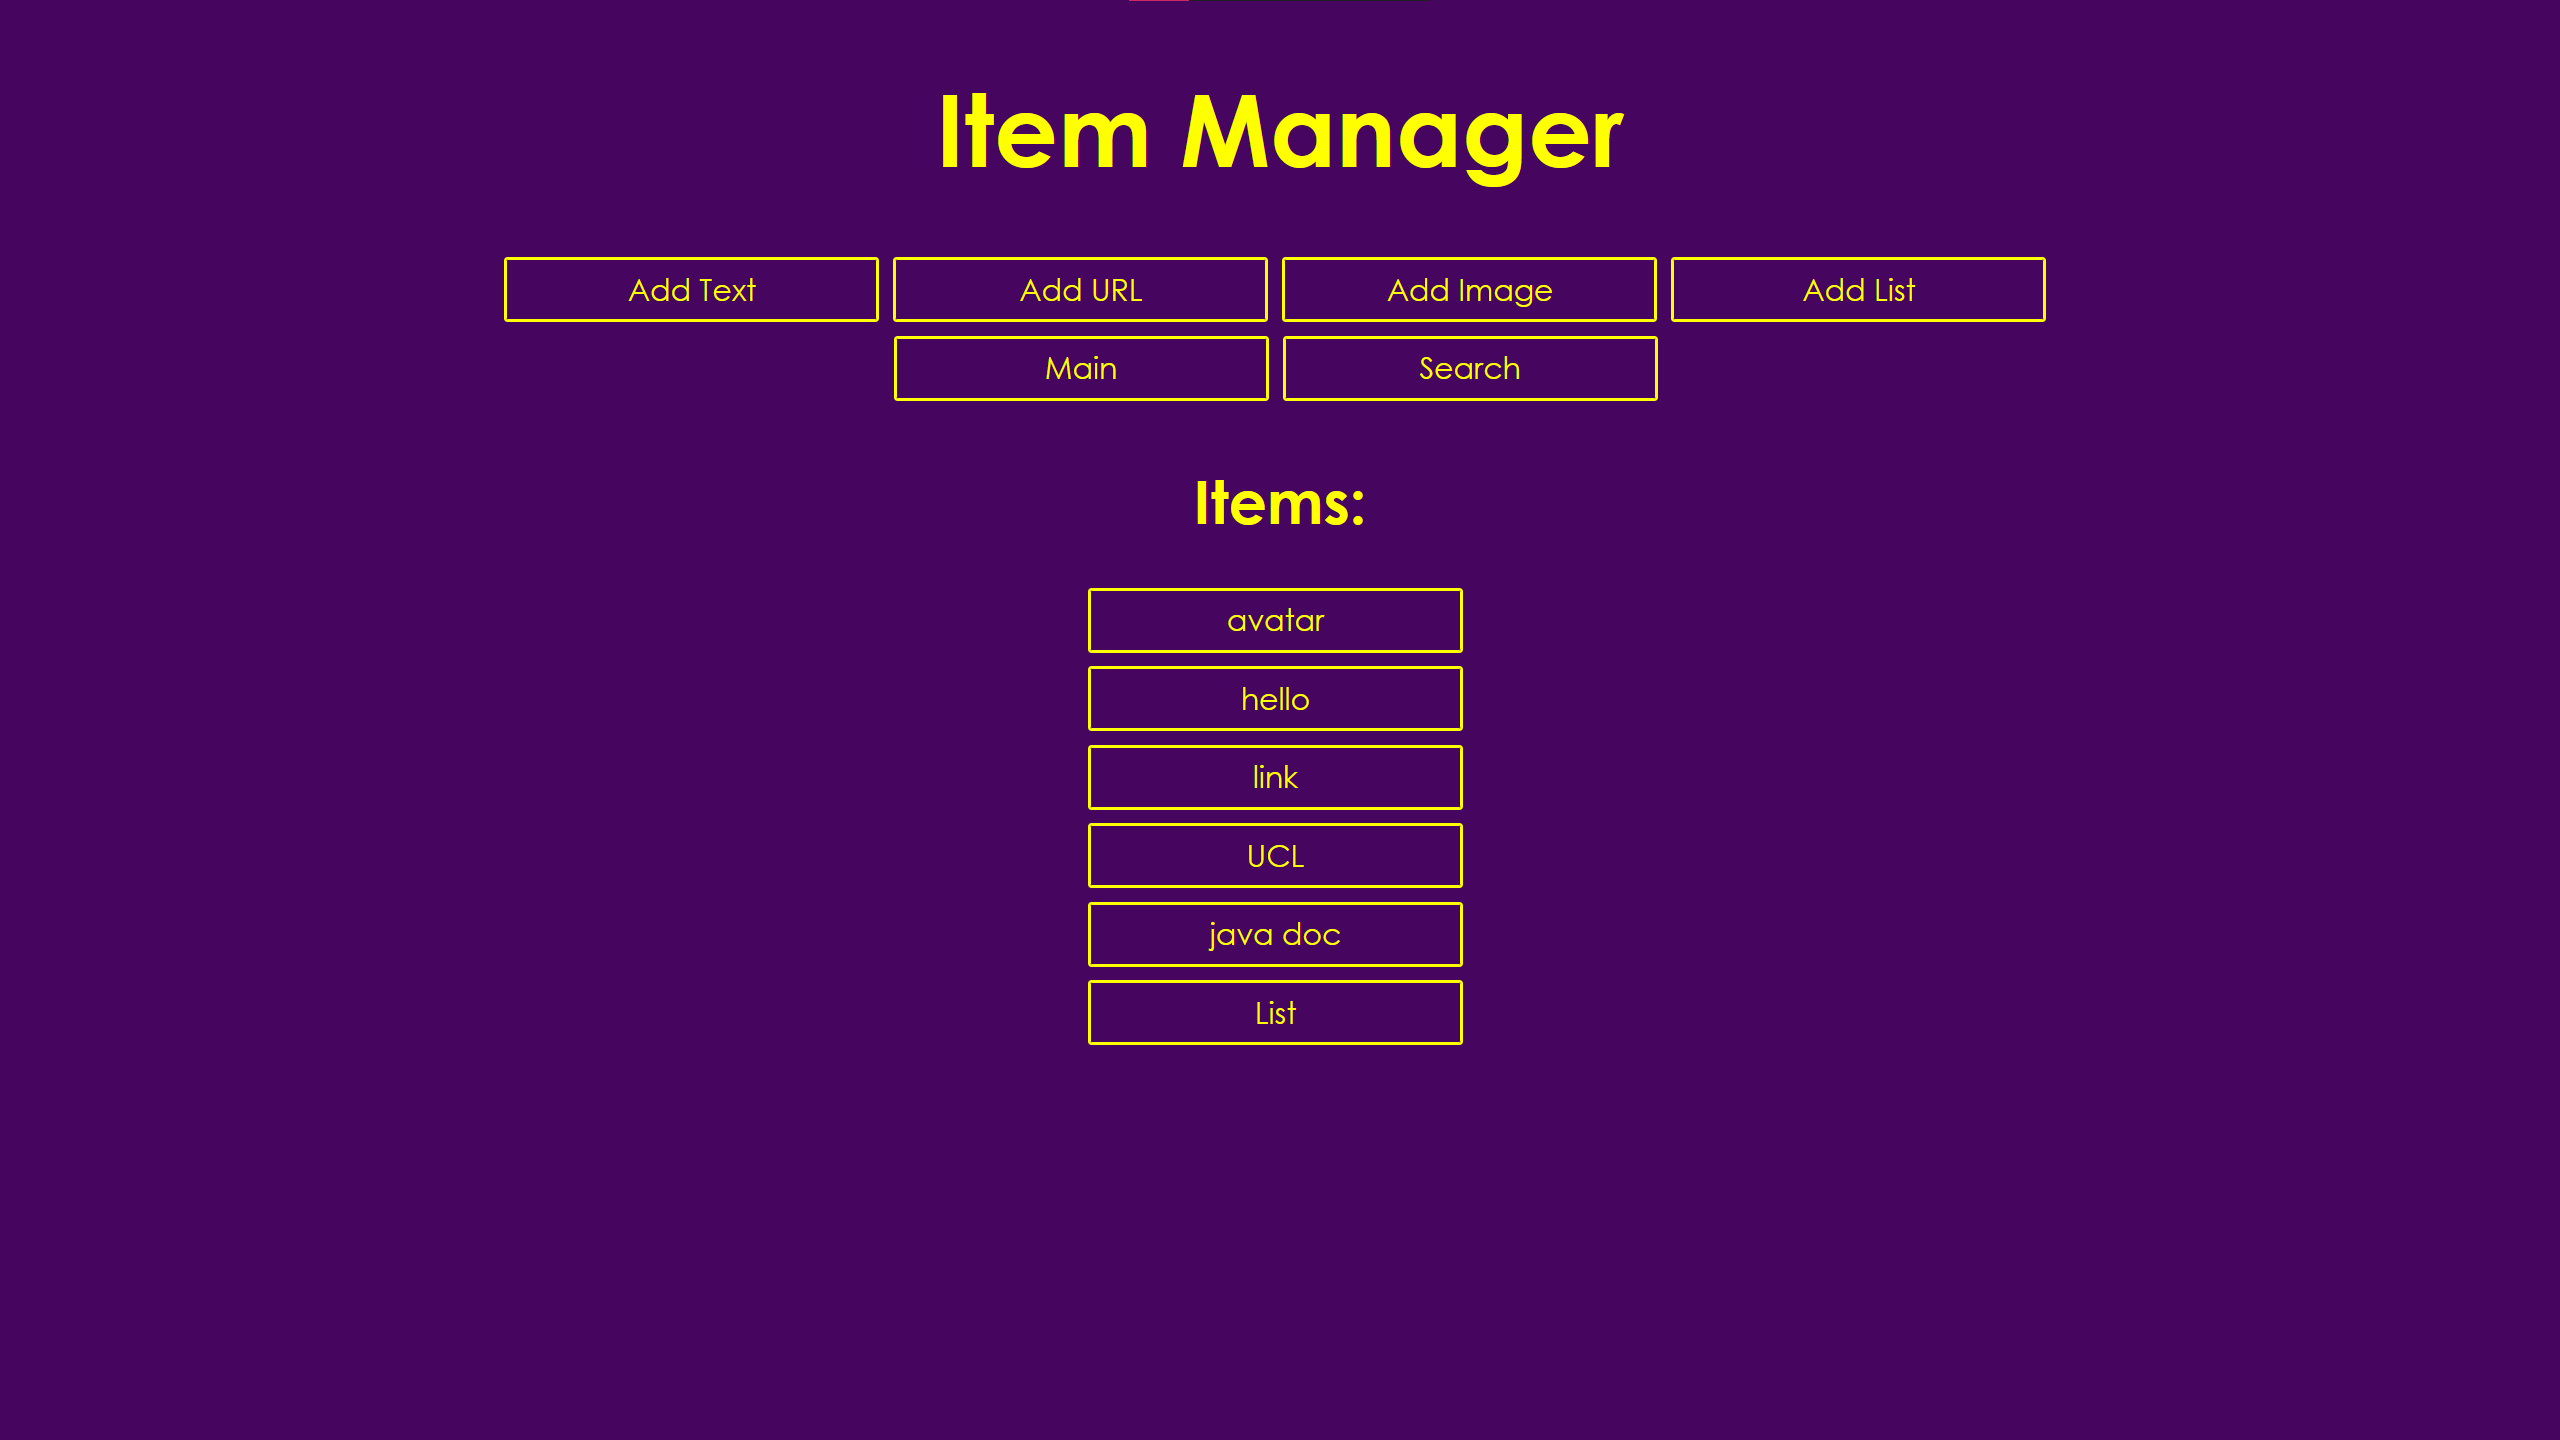 Item Manager
Add Text Add URL Add Image Add List
Main Search
Items:
avatar
hello
link
UCL
java doc
List